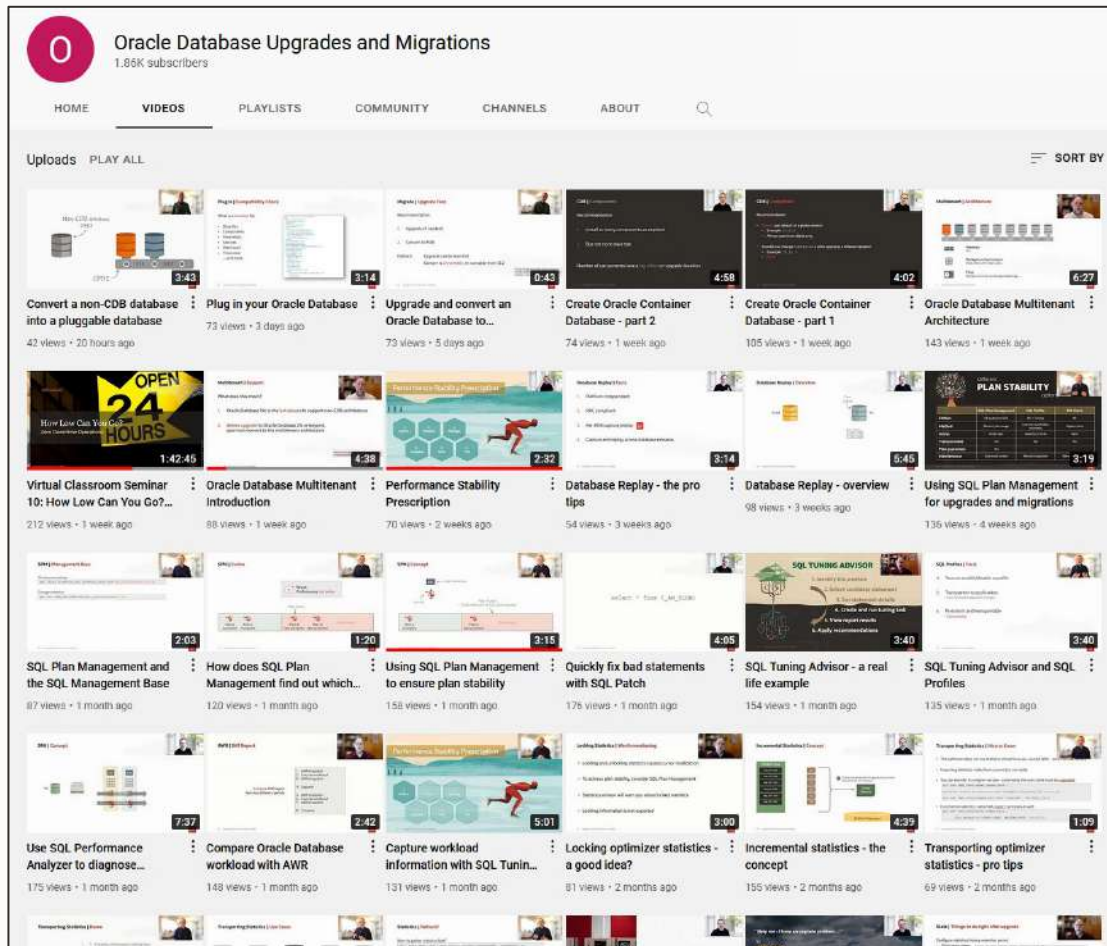 O
Oracle Database Upgrades and Migrations
1.86K subscribers
HOME VIDEOS PLAYLISTS COMMUNITY CHANNELS ABOUT
Uploads PLAY ALL SORT BY
3:43 3:14 0:43 4:58 4:02 6:27
Convert a non-CDB database Plug in your Oracle Database Upgrade and convert an Create Oracle Container Create Oracle Container Oracle Database Multitenant
into a pluggable database 73 views • 3 days ago Oracle Database to... Database - part 2 Database - part 1 Architecture
42 views • 20 hours ago 73 views • 5 days ago 74 views • 1 week ago 105 views • 1 week ago 143 views • 1 week ago
OPEN
24
HOURS
How Low Can You Go?
Performance Stability Prescription
PLAN STABILITY
1:42:45 4:38 2:32 3:14 5:45 3:19
Virtual Classroom Seminar Oracle Database Multitenant Performance Stability Database Replay - the pro Database Replay - overview Using SQL Plan Management
10: How Low Can You Go?... Introduction Prescription tips 98 views • 3 weeks ago for upgrades and migrations
212 views • 1 week ago 88 views • 1 week ago 70 views • 2 weeks ago 54 views • 3 weeks ago 136 views • 4 weeks ago
SQL TUNING ADVISOR
2:03 1:20 3:15 4:05 3:40 3:40
SQL Plan Management and How does SQL Plan Using SQL Plan Management Quickly fix bad statements SQL Tuning Advisor - a real SQL Tuning Advisor and SQL
the SQL Management Base Management find out which... to ensure plan stability with SQL Patch life example Profiles
87 views • 1 month ago 120 views • 1 month ago 158 views • 1 month ago 176 views • 1 month ago 154 views • 1 month ago 135 views • 1 month ago
Performance Stability Prescription
7:37 2:42 5:01 3:00 4:39 1:09
Use SQL Performance Compare Oracle Database Capture workload Locking optimizer statistics - Incremental statistics - the Transporting optimizer
Analyzer to diagnose... workload with AWR information with SQL Tunin... a good idea? concept statistics - pro tips
175 views • 1 month ago 148 views • 1 month ago 131 views • 1 month ago 81 views • 2 months ago 155 views • 2 months ago 69 views • 2 months ago